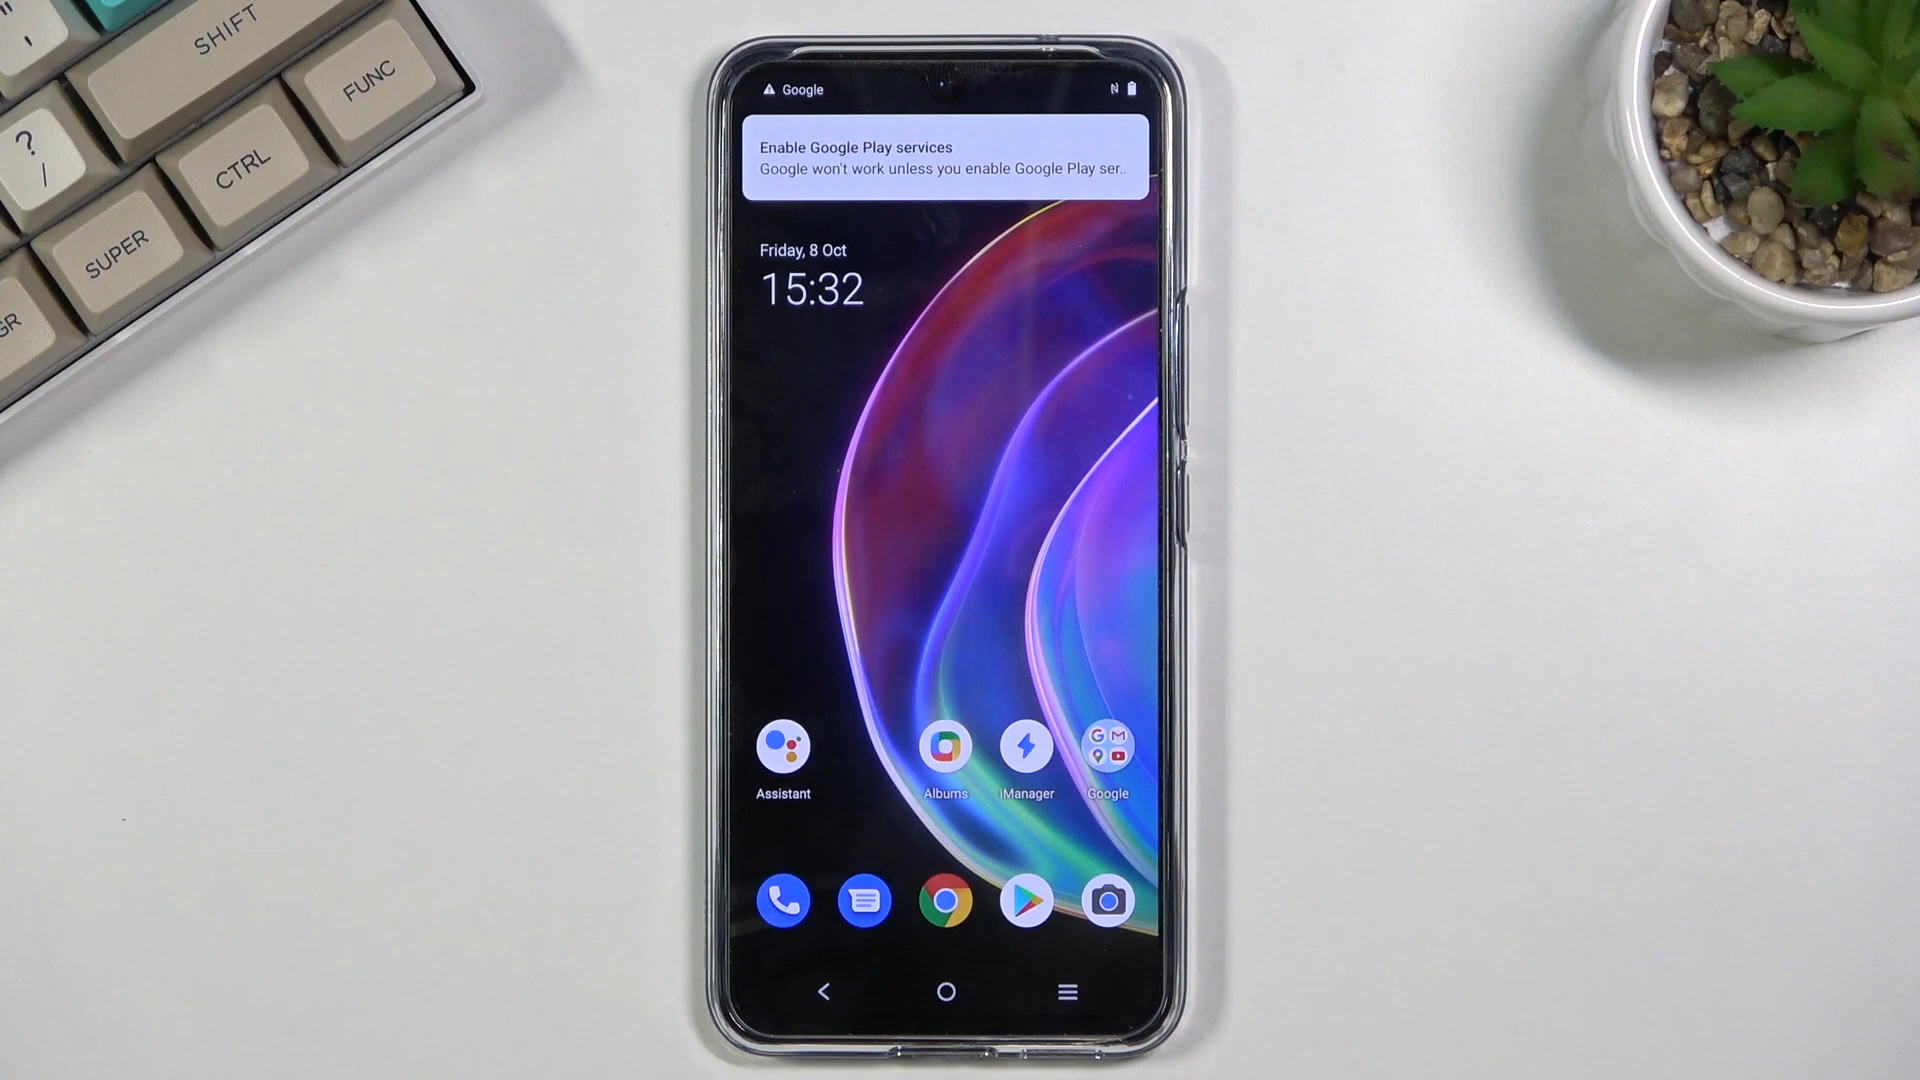 "
'
SHIFT
FUNC
?
/
CTRL
SUPER
GR
Google
Enable Google Play services
Google won't work unless you enable Google Play ser..
Friday, 8 Oct
15:32
Assistant
Albums
iManager
Google